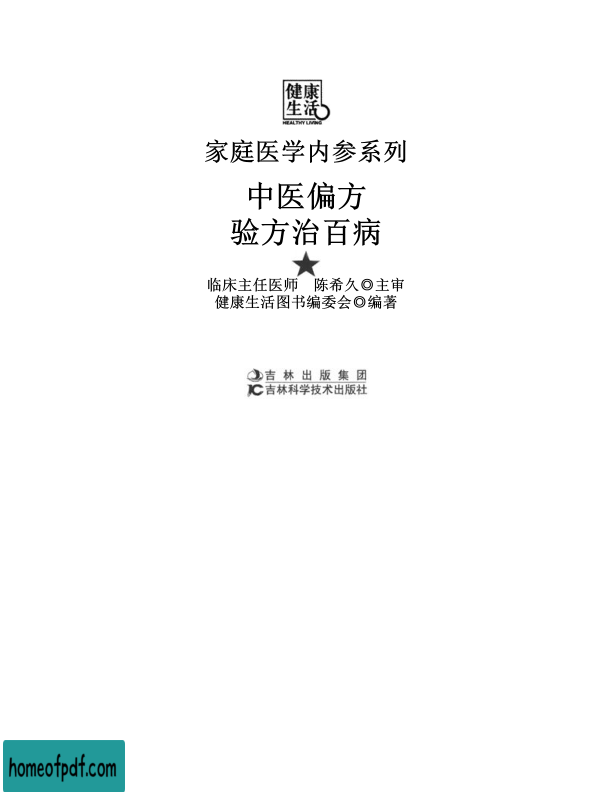 健康
生活
HEALTHY LIVING
家庭医学内参系列
中医偏方
验方治百病
临床主任医师　陈希久◎主审
健康生活图书编委会◎编著
吉林出版集团
吉林科学技术出版社
homeofpdf.com